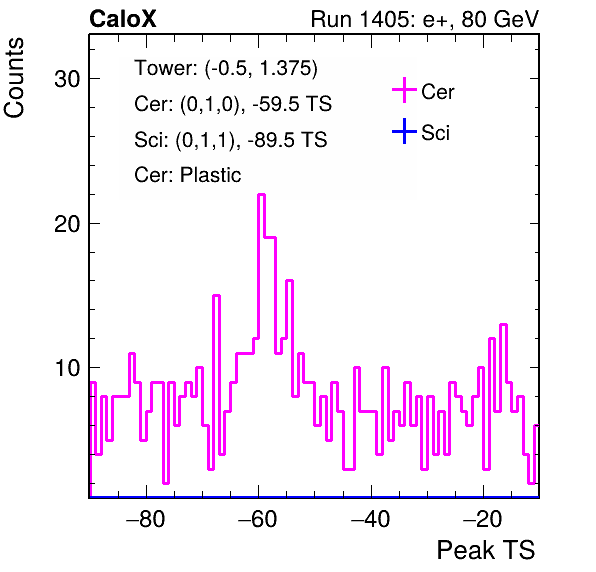 CaloX Run 1405: e+, 80 GeV
Counts
Tower: (-0.5, 1.375)
Cer: (0,1,0), -59.5 TS
Sci: (0,1,1), -89.5 TS
Cer: Plastic
Cer
Sci
30
20
10
−80 −60 −40 −20
Peak TS